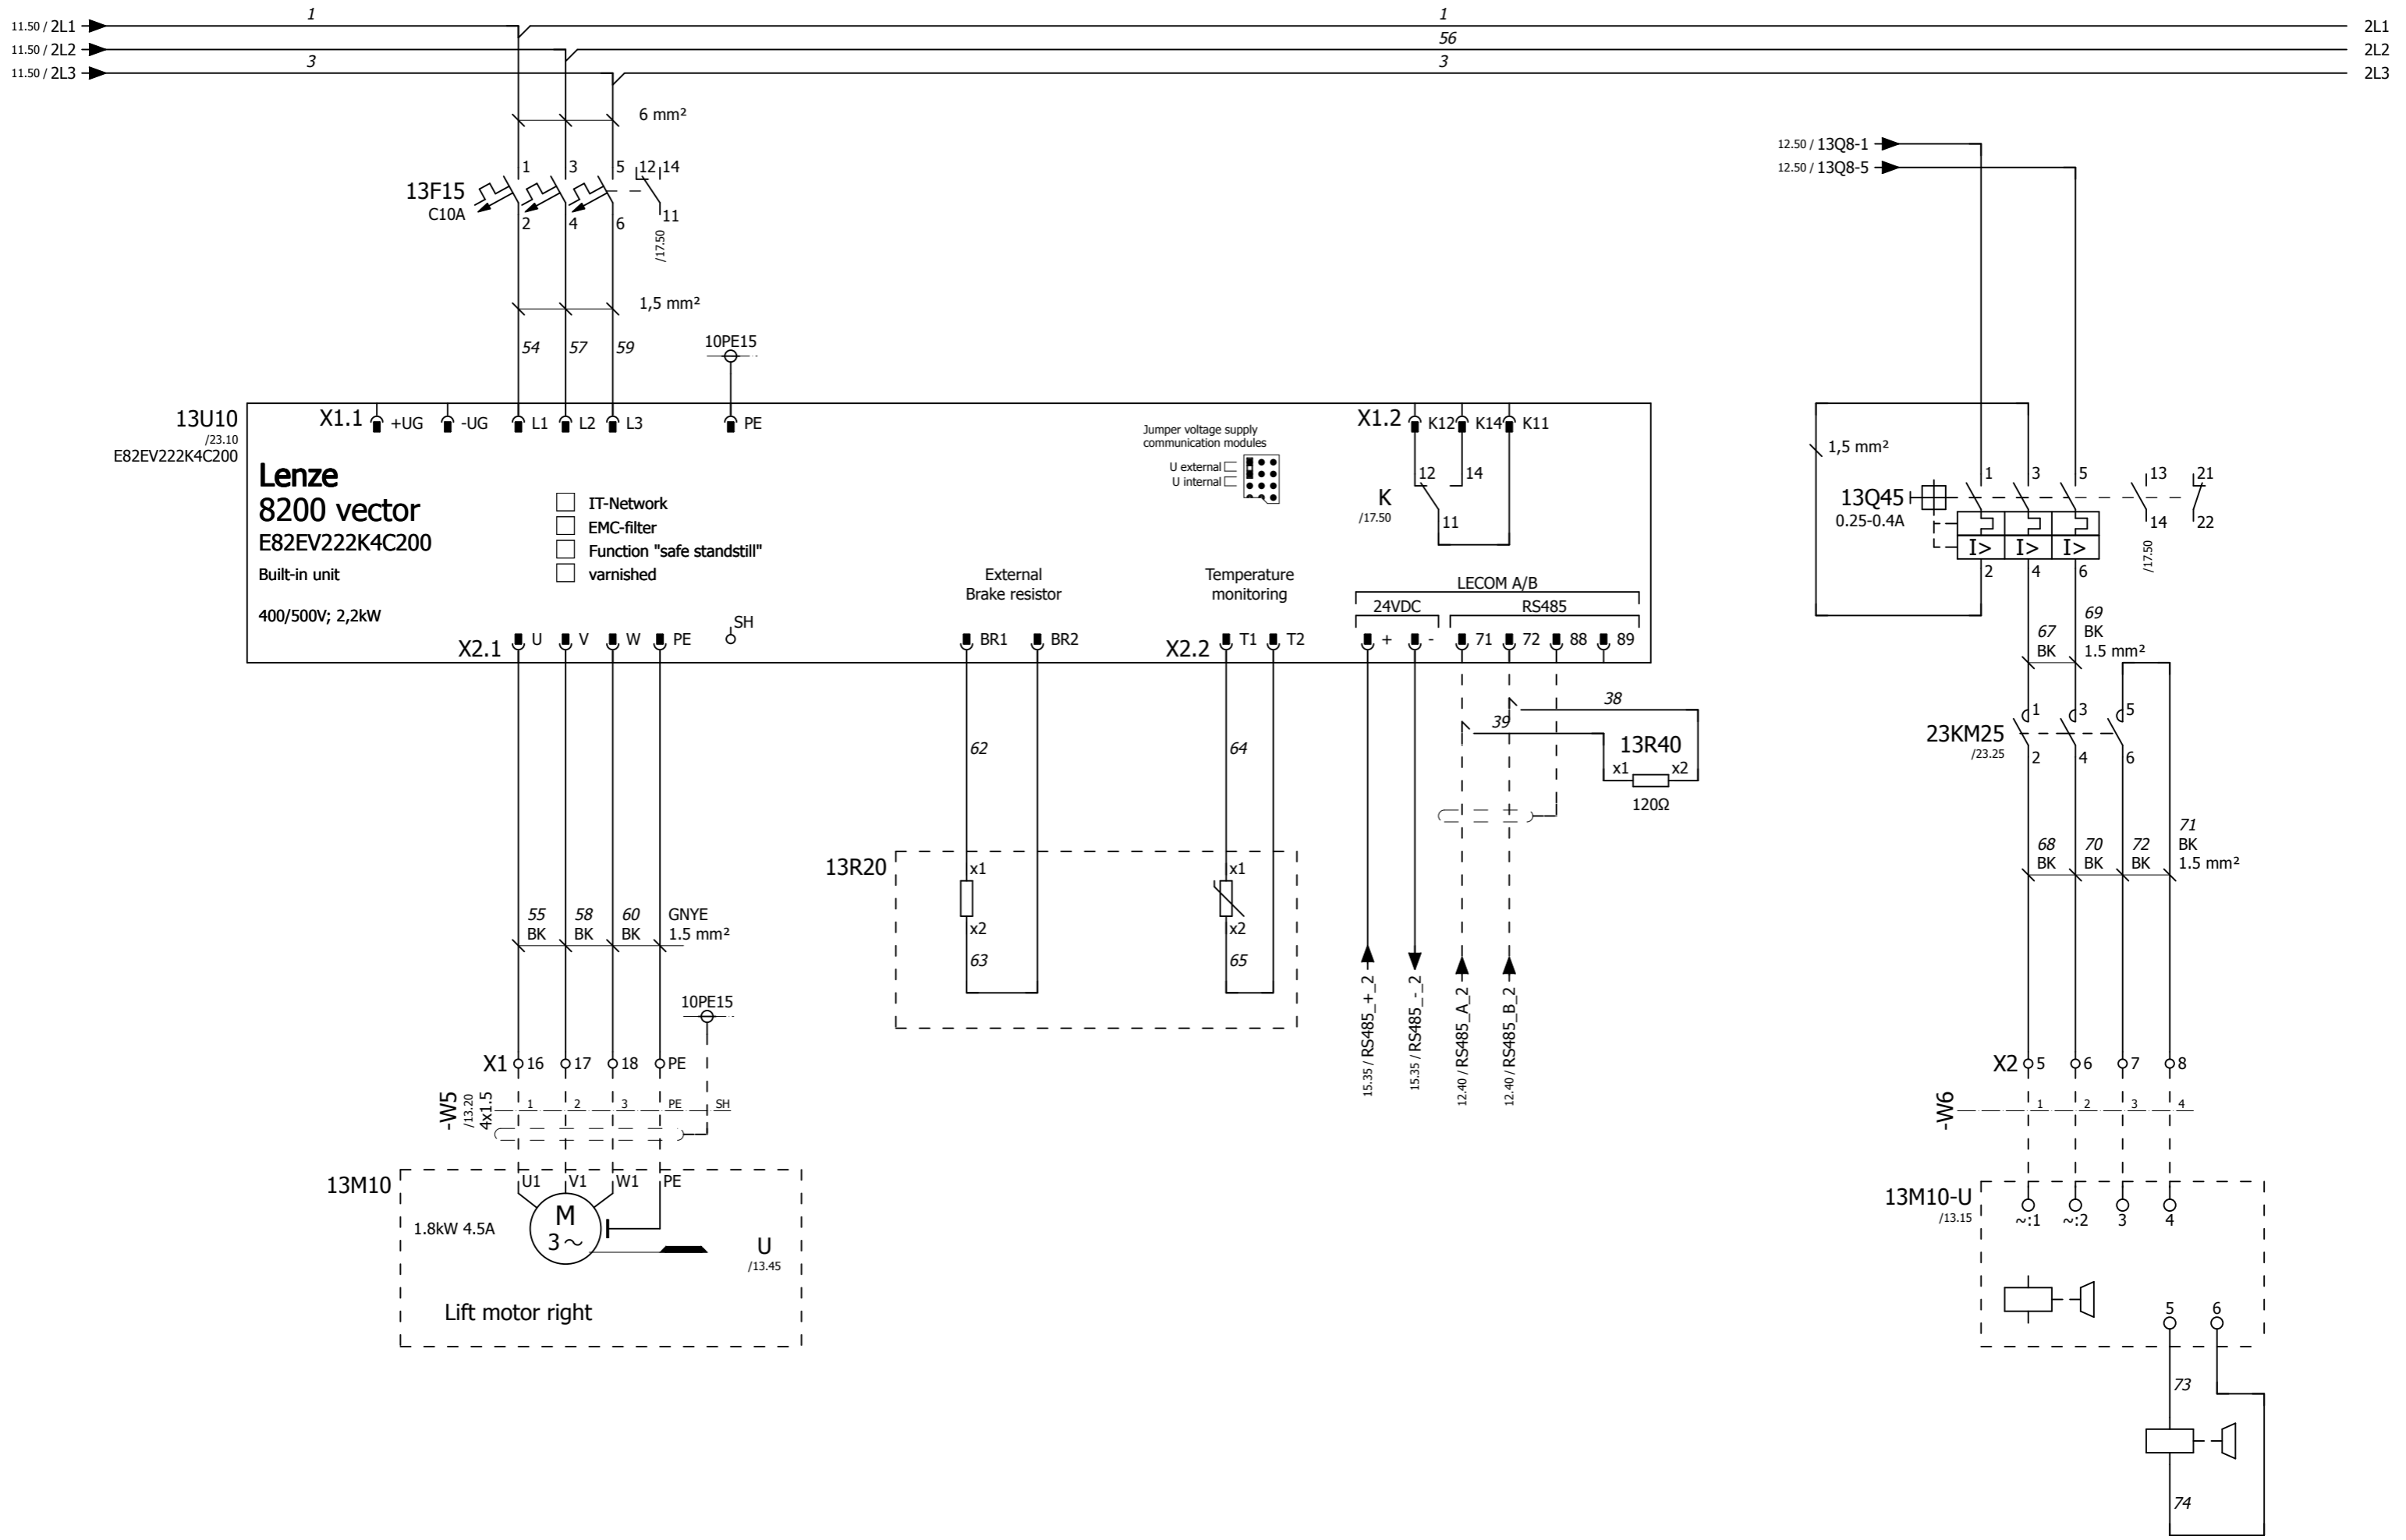 1 1
11.50 / 2L1 2L1
56
11.50 / 2L2 2L2
3 3
11.50 / 2L3 2L3
6 mm²
12.50 / 13Q8-1
12.50 / 13Q8-5
1 3 5 12 14
13F15
C10A
2 4 6 11
/17.50
1,5 mm²
54 57 59
10PE15
13U10
/23.10
E82EV222K4C200
X1.1 +UG -UG L1 L2 L3 PE
X1.2 K12 K14 K11
Jumper voltage supply
communication modules
U external
U internal
Lenze
8200 vector
E82EV222K4C200
Built-in unit
400/500V; 2,2kW
IT-Network
EMC-filter
Function "safe standstill"
varnished
12 14
K
/17.50
11
External
Brake resistor
Temperature
monitoring
LECOM A/B
24VDC RS485
SH
X2.1 U V W PE
BR1 BR2
X2.2 T1 T2
+ - 71 72 88 89
1,5 mm²
1 3 5 13 21
13Q45
0.25-0.4A
14 22
I> I> I>
/17.50
2 4 6
67
BK
69
BK
1.5 mm²
38
39
13R40
x1 x2
120Ω
62 64
1 3 5
23KM25
/23.25
2 4 6
68
BK
70
BK
72
BK
71
BK
1.5 mm²
13R20
x1 x1
x2 x2
63 65
55
BK
58
BK
60
BK
GNYE
1.5 mm²
10PE15
15.35 / RS485_+_2
15.35 / RS485_-_2
12.40 / RS485_A_2
12.40 / RS485_B_2
X1 16 17 18 PE
-W5
/13.20
4x1.5
1 2 3 PE SH
13M10
U1 V1 W1 PE
1.8kW 4.5A
M
3~
U
/13.45
Lift motor right
X2 5 6 7 8
-W6
1 2 3 4
13M10-U
/13.15
~:1 ~:2 3 4
5 6
73
74